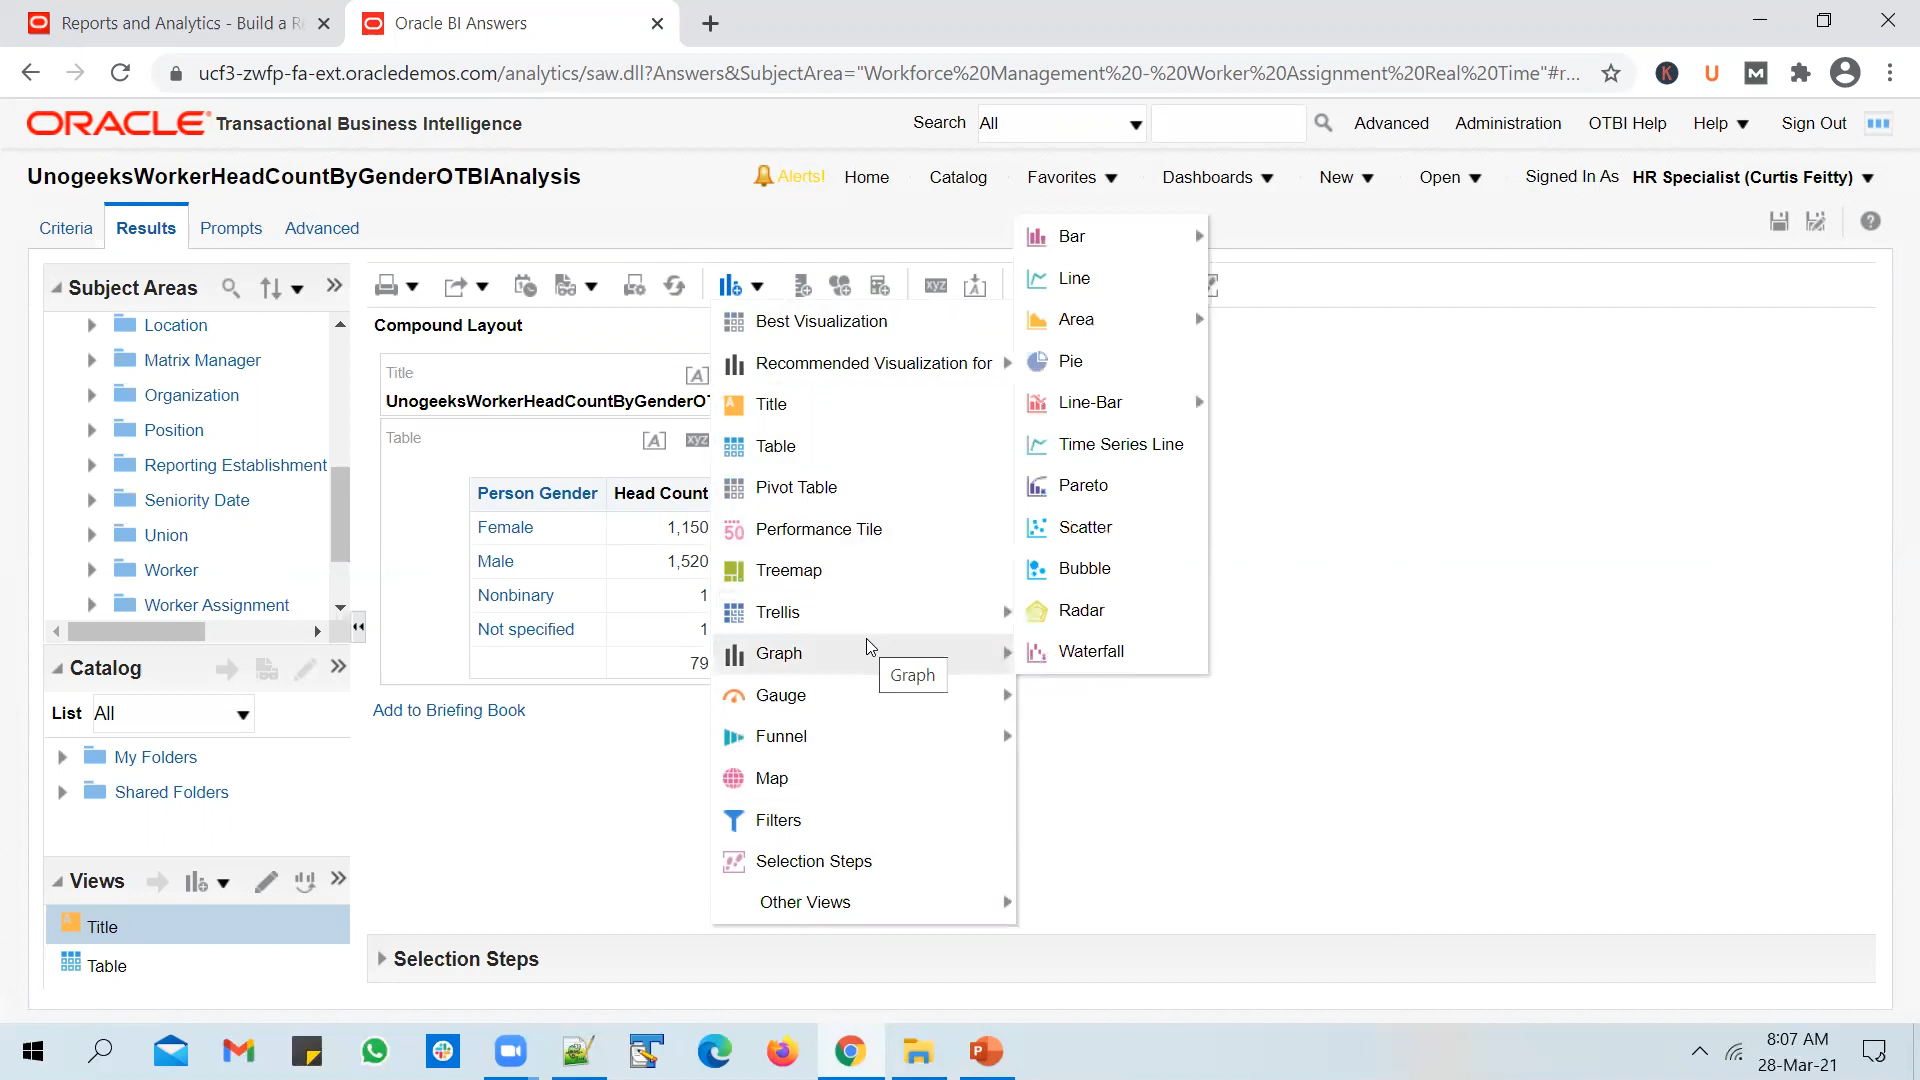 Reports and Analytics - Build a R
Oracle BI Answers
ucf3-zwfp-fa-ext.oracledemos.com/analytics/saw.dll?Answers&SubjectArea="Workforce%20Management%20-%20Worker%20Assignment%20Real%20Time"#r...
ORACLE Transactional Business Intelligence
Search All Advanced Administration OTBI Help Help Sign Out
UnogeeksWorkerHeadCountByGenderOTBIAnalysis
Alerts! Home Catalog Favorites Dashboards New Open Signed In As HR Specialist (Curtis Feitty)
Criteria Results Prompts Advanced
Subject Areas
Location
Matrix Manager
Organization
Position
Reporting Establishment
Seniority Date
Union
Worker
Worker Assignment
Catalog
List All
My Folders
Shared Folders
Views
Title
Table
xyz
Compound Layout
Title
UnogeeksWorkerHeadCountByGenderOT
Table
xyz
Person Gender Head Count
Female 1,150
Male 1,520
Nonbinary 1
Not specified 1
79
Add to Briefing Book
Best Visualization
Recommended Visualization for
Title
Table
Pivot Table
50 Performance Tile
Treemap
Trellis
Graph
Graph
Gauge
Funnel
Map
Filters
Selection Steps
Other Views
Bar
Line
Area
Pie
Line-Bar
Time Series Line
Pareto
Scatter
Bubble
Radar
Waterfall
Selection Steps
8:07 AM
28-Mar-21